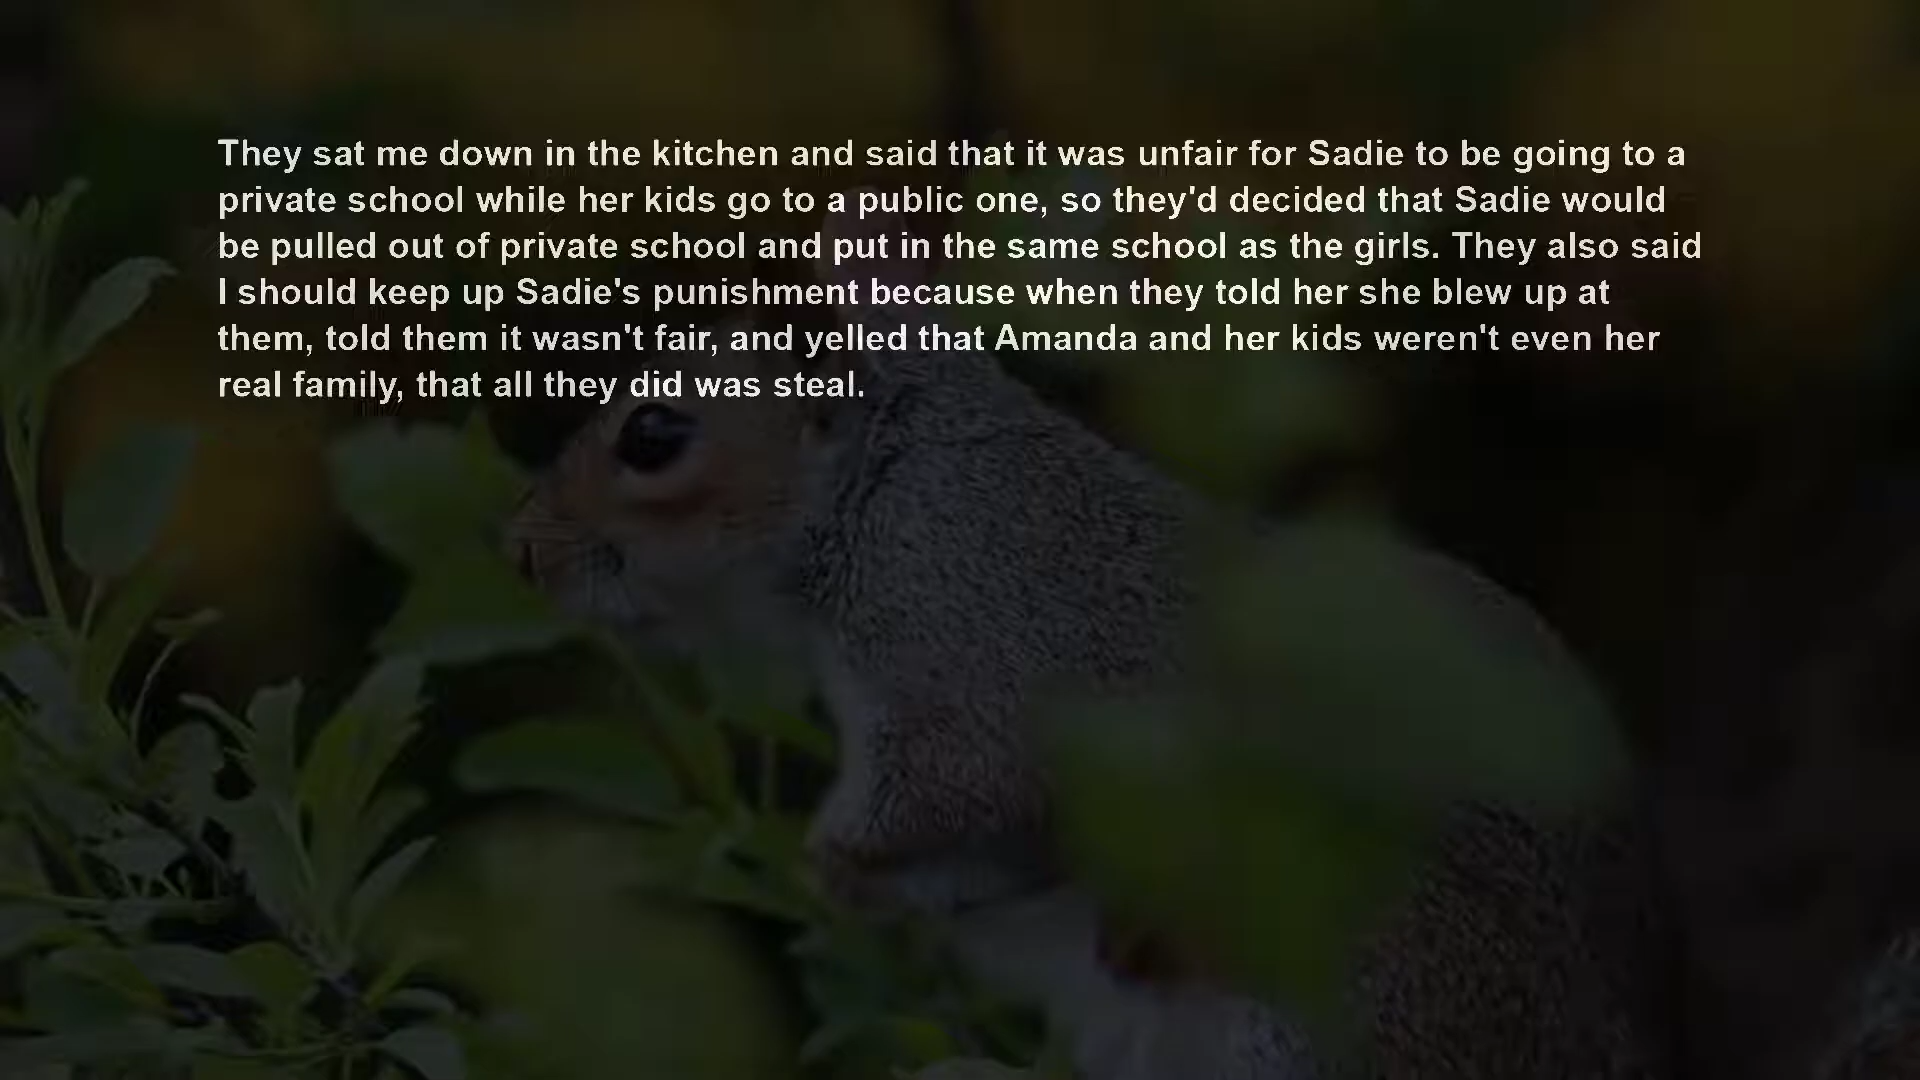 They sat me down in the kitchen and said that it was unfair for Sadie to be going to a
private school while her kids go to a public one, so they'd decided that Sadie would
be pulled out of private school and put in the same school as the girls. They also said
I should keep up Sadie's punishment because when they told her she blew up at
them, told them it wasn't fair, and yelled that Amanda and her kids weren't even her
real family, that all they did was steal.